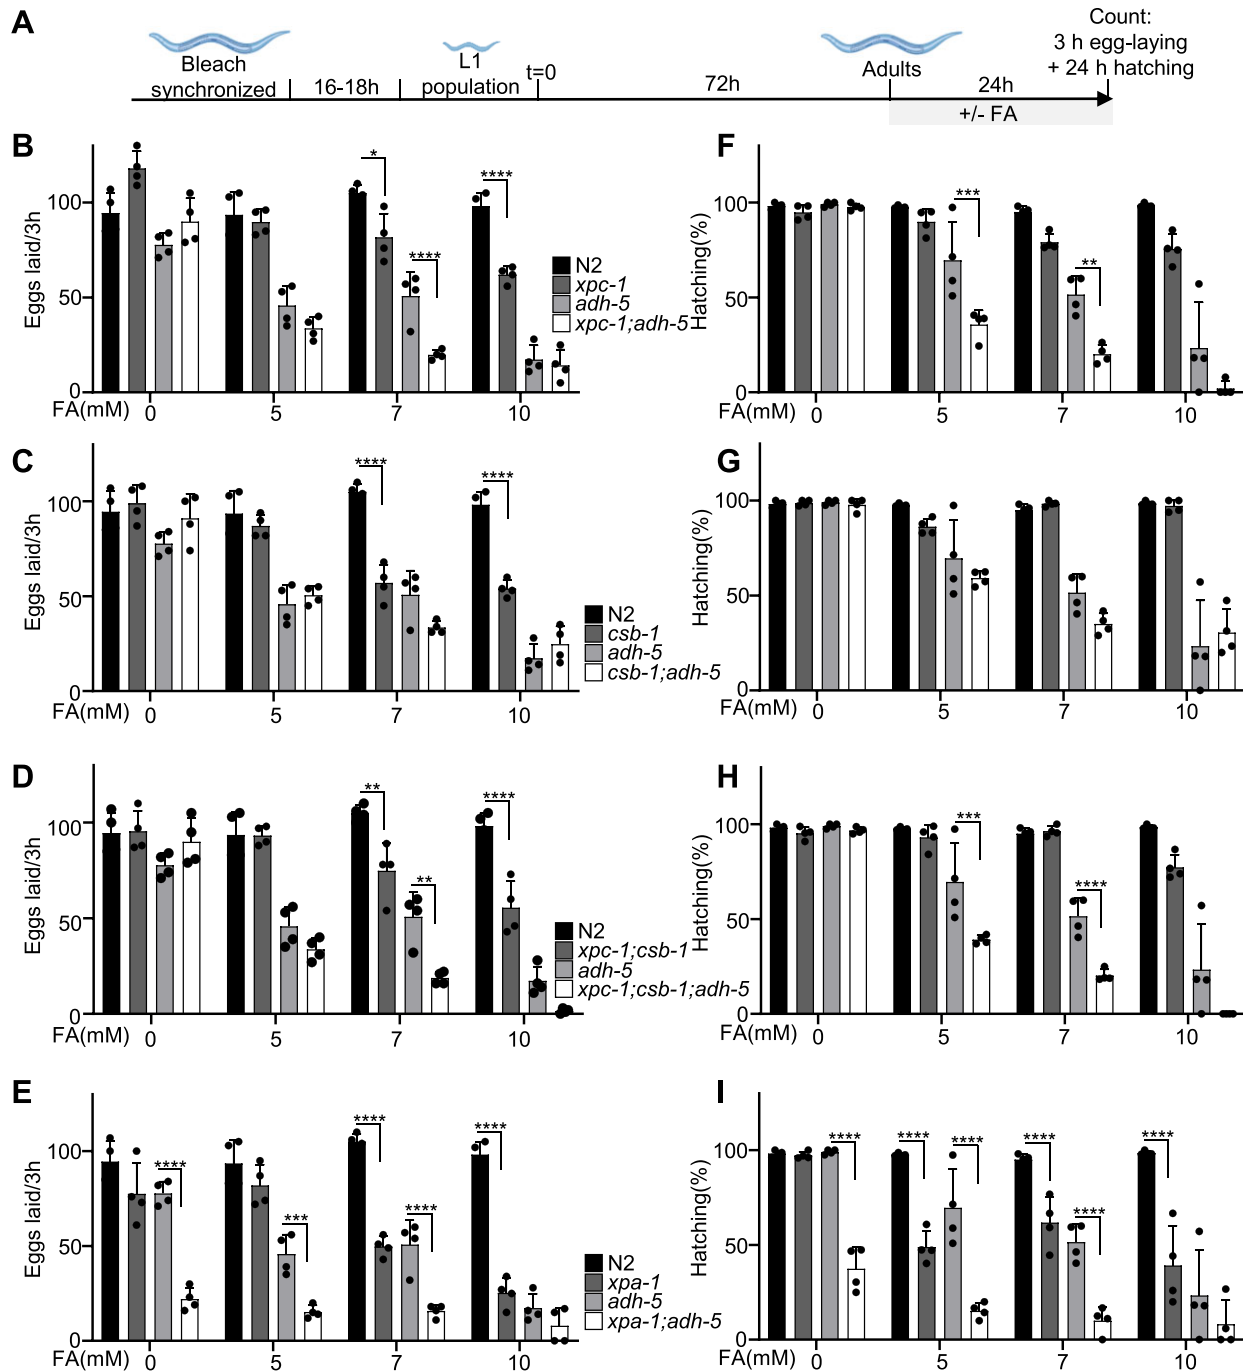 A
Bleach
synchronized
16-18h
L1
population
t=0
72h
Adults
24h
+/- FA
Count:
3 h egg-laying
+ 24 h hatching
B
Eggs laid/3h
100
50
0
* **** ****
N2
xpc-1
adh-5
xpc-1;adh-5
FA(mM) 0 5 7 10
F
Hatching(%)
100
50
0
*** **
FA(mM) 0 5 7 10
C
Eggs laid/3h
100
50
0
**** ****
N2
csb-1
adh-5
csb-1;adh-5
FA(mM) 0 5 7 10
G
Hatching(%)
100
50
0
FA(mM) 0 5 7 10
D
Eggs laid/3h
100
50
0
** ** ****
N2
xpc-1;csb-1
adh-5
xpc-1;csb-1;adh-5
FA(mM) 0 5 7 10
H
Hatching(%)
100
50
0
*** ****
FA(mM) 0 5 7 10
E
Eggs laid/3h
100
50
0
**** *** **** **** ****
N2
xpa-1
adh-5
xpa-1;adh-5
FA(mM) 0 5 7 10
I
Hatching(%)
100
50
0
**** **** **** **** **** ****
FA(mM) 0 5 7 10